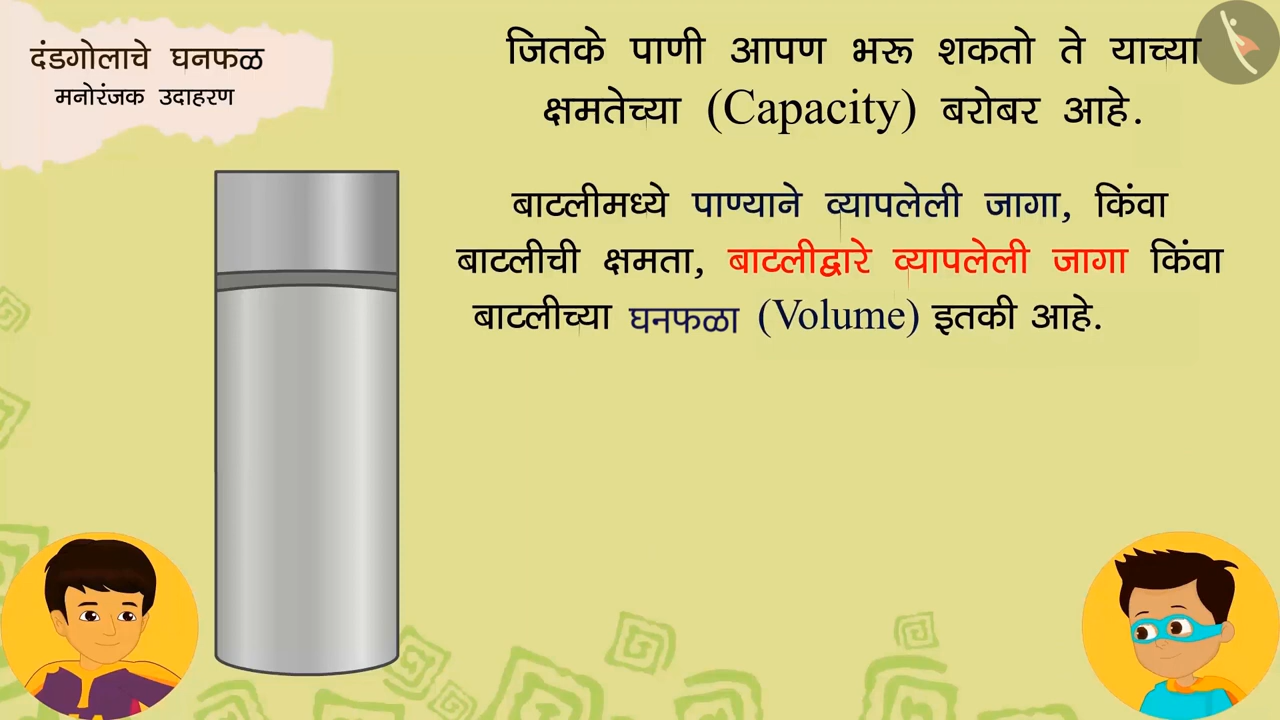 दंडगोलाचे घनफळ
मनोरंजक उदाहरण
जितके पाणी आपण भरू शकतो ते याच्या
क्षमतेच्या (Capacity) बरोबर आहे.
बाटलीमध्ये पाण्याने व्यापलेली जागा, किंवा
बाटलीची क्षमता, बाटलीद्वारे व्यापलेली जागा किंवा
बाटलीच्या घनफळा (Volume) इतकी आहे.